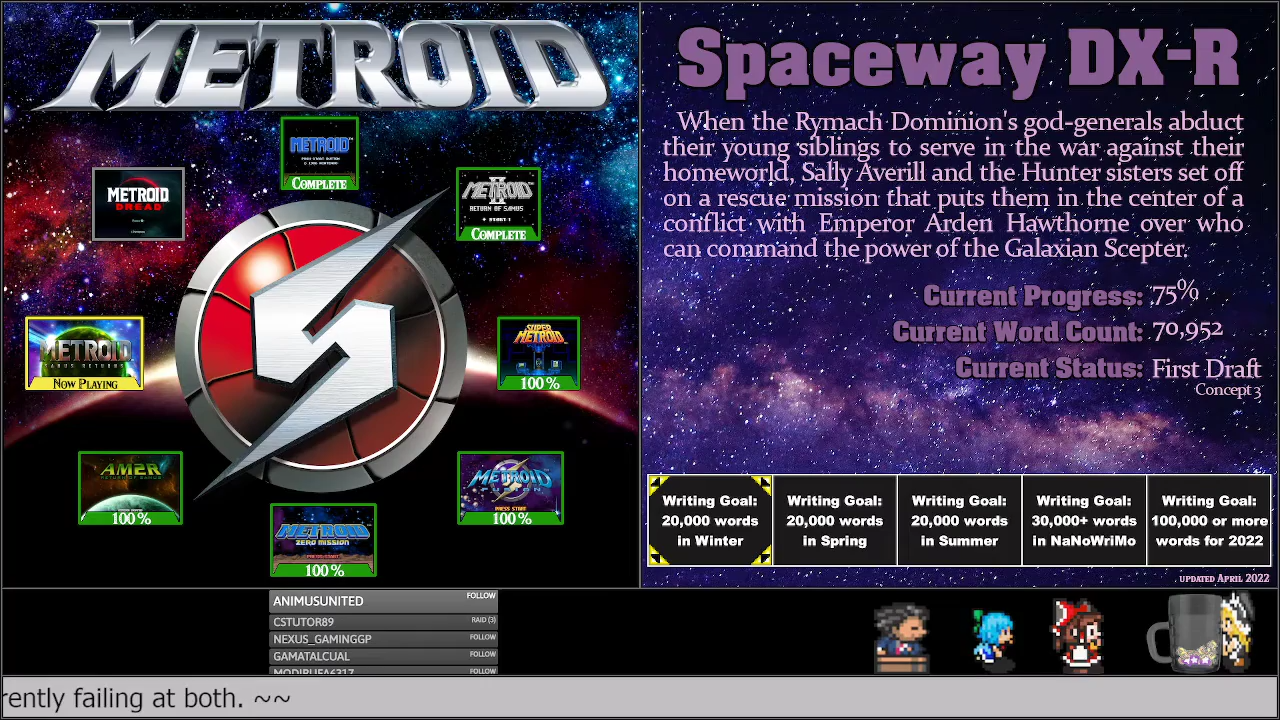 METROID
METROID
COMPLETE
METROID
DREAD
METROID
II
RETURN OF SAMUS
START
COMPLETE
METROID
SAMUS RETURNS
NOW PLAYING
SUPER
METROID
100%
AM2R
RETURN OF SAMUS
100%
METROID
FUSION
PRESS START
100%
METROID
ZERO MISSION
100%
Spaceway DX-R
When the Rymach Dominion's god-generals abduct
their young siblings to serve in the war against their
homeworld, Sally Averill and the Hunter sisters set off
on a rescue mission that puts them in the center of a
conflict with Emperor Arden Hawthorne over who
can command the power of the Galaxian Scepter.
Current Progress: 75%
Current Word Count: 70,952
Current Status: First Draft
Concept 3
Writing Goal:
20,000 words
in Winter
Writing Goal:
20,000 words
in Spring
Writing Goal:
20,000 words
in Summer
Writing Goal:
30,000+ words
in NaNoWriMo
Writing Goal:
100,000 or more
words for 2022
UPDATED APRIL 2022
ANIMUSUNITED FOLLOW
CSTUTOR89 RAID (3)
NEXUS_GAMINGGP FOLLOW
GAMATALCUAL FOLLOW
FOLLOW
rently failing at both. ~~